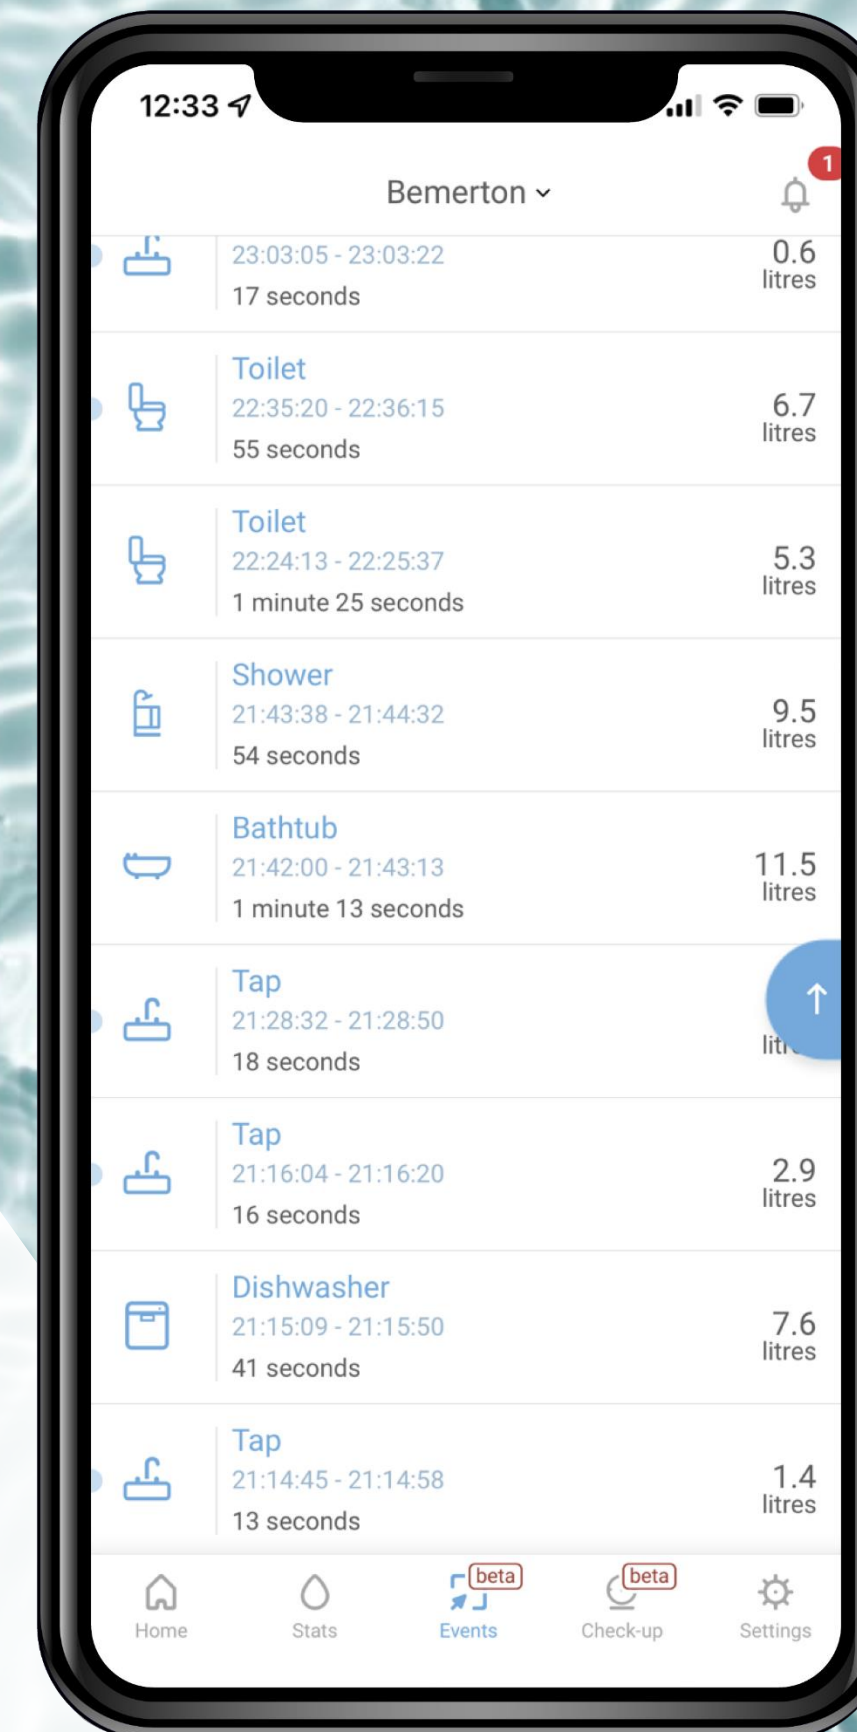 12:33
Bemerton
1
23:03:05 - 23:03:22
17 seconds
0.6
litres
Toilet
22:35:20 - 22:36:15
55 seconds
6.7
litres
Toilet
22:24:13 - 22:25:37
1 minute 25 seconds
5.3
litres
Shower
21:43:38 - 21:44:32
54 seconds
9.5
litres
Bathtub
21:42:00 - 21:43:13
1 minute 13 seconds
11.5
litres
Tap
21:28:32 - 21:28:50
18 seconds
Tap
21:16:04 - 21:16:20
16 seconds
2.9
litres
Dishwasher
21:15:09 - 21:15:50
41 seconds
7.6
litres
Tap
21:14:45 - 21:14:58
13 seconds
1.4
litres
beta
beta
Home
Stats
Events
Check-up
Settings